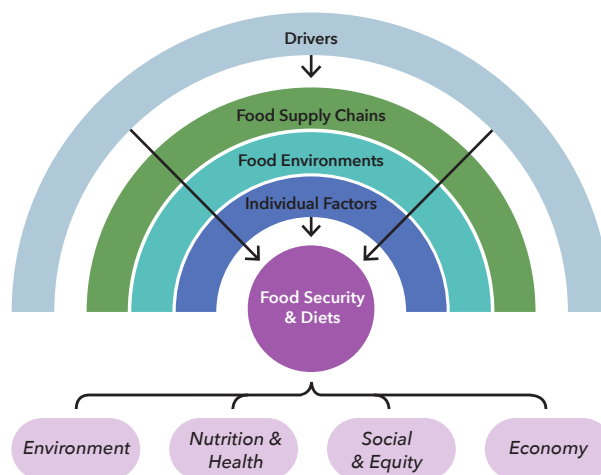 Drivers
Food Supply Chains
Food Environments
Individual Factors
Food Security
& Diets
Environment
Nutrition &
Health
Social
& Equity
Economy